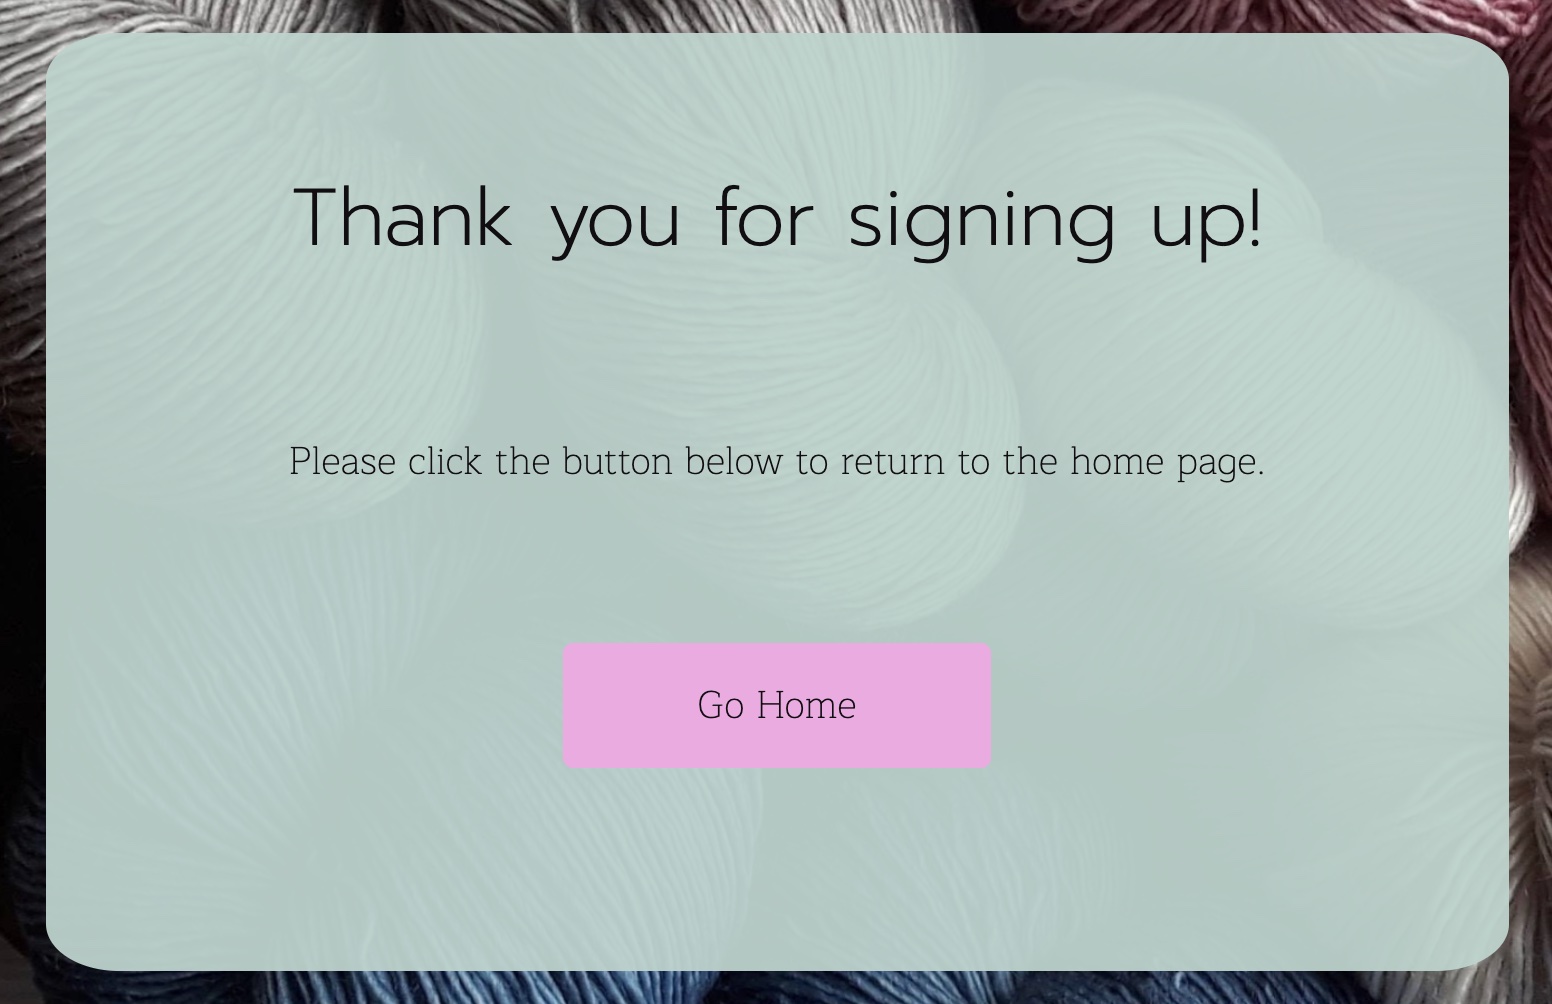 Thank you for signing up!
Please click the button below to return to the home page.
Go Home